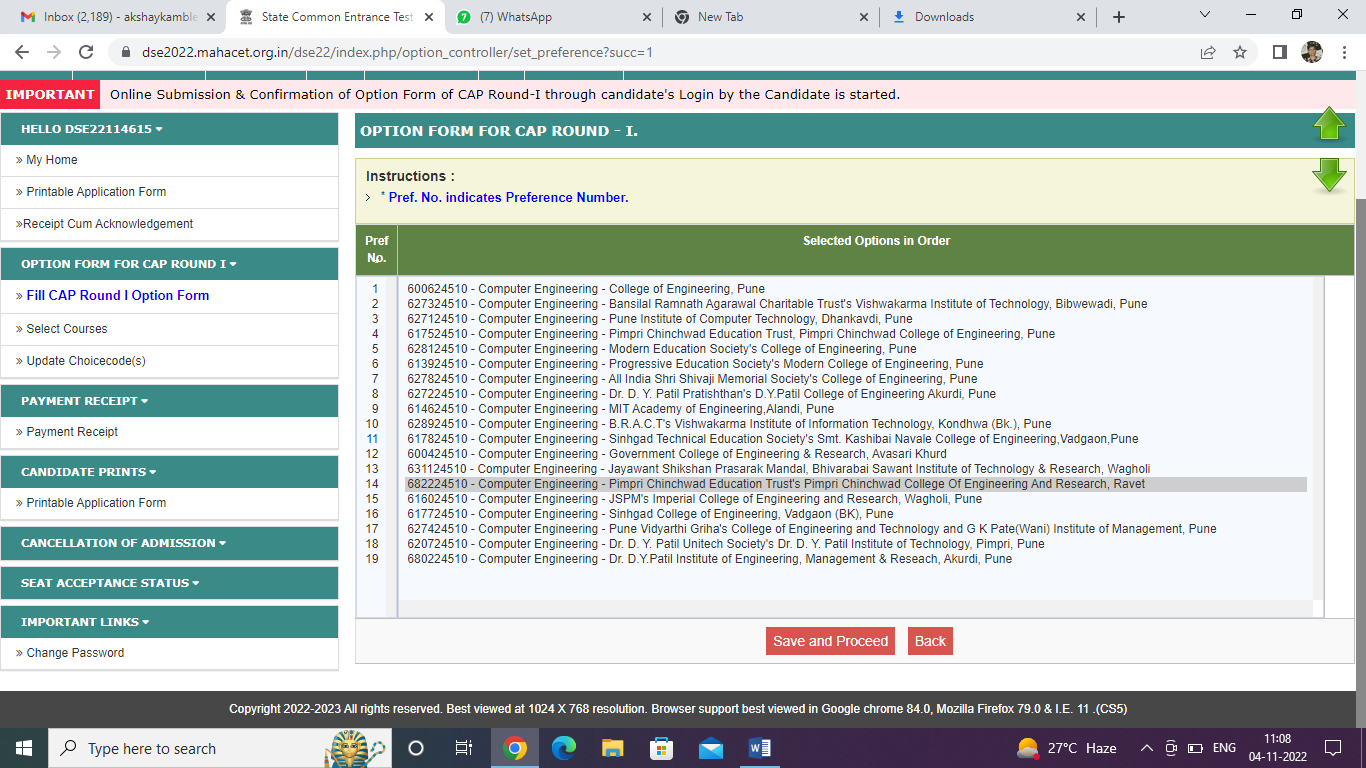 Inbox (2,189) - akshaykamble
State Common Entrance Test
(7) WhatsApp
New Tab
Downloads
dse2022.mahacet.org.in/dse22/index.php/option_controller/set_preference?succ=1
IMPORTANT Online Submission & Confirmation of Option Form of CAP Round-I through candidate's Login by the Candidate is started.
HELLO DSE22114615
» My Home
» Printable Application Form
»Receipt Cum Acknowledgement
OPTION FORM FOR CAP ROUND I
» Fill CAP Round I Option Form
» Select Courses
» Update Choicecode(s)
PAYMENT RECEIPT
» Payment Receipt
CANDIDATE PRINTS
» Printable Application Form
CANCELLATION OF ADMISSION
SEAT ACCEPTANCE STATUS
IMPORTANT LINKS
» Change Password
OPTION FORM FOR CAP ROUND - I.
Instructions :
* Pref. No. indicates Preference Number.
Pref No.
Selected Options in Order
1 600624510 - Computer Engineering - College of Engineering, Pune
2 627324510 - Computer Engineering - Bansilal Ramnath Agarawal Charitable Trust's Vishwakarma Institute of Technology, Bibwewadi, Pune
3 627124510 - Computer Engineering - Pune Institute of Computer Technology, Dhankavdi, Pune
4 617524510 - Computer Engineering - Pimpri Chinchwad Education Trust, Pimpri Chinchwad College of Engineering, Pune
5 628124510 - Computer Engineering - Modern Education Society's College of Engineering, Pune
6 613924510 - Computer Engineering - Progressive Education Society's Modern College of Engineering, Pune
7 627824510 - Computer Engineering - All India Shri Shivaji Memorial Society's College of Engineering, Pune
8 627224510 - Computer Engineering - Dr. D. Y. Patil Pratishthan's D.Y.Patil College of Engineering Akurdi, Pune
9 614624510 - Computer Engineering - MIT Academy of Engineering,Alandi, Pune
10 628924510 - Computer Engineering - B.R.A.C.T's Vishwakarma Institute of Information Technology, Kondhwa (Bk.), Pune
11 617824510 - Computer Engineering - Sinhgad Technical Education Society's Smt. Kashibai Navale College of Engineering,Vadgaon,Pune
12 600424510 - Computer Engineering - Government College of Engineering & Research, Avasari Khurd
13 631124510 - Computer Engineering - Jayawant Shikshan Prasarak Mandal, Bhivarabai Sawant Institute of Technology & Research, Wagholi
14 682224510 - Computer Engineering - Pimpri Chinchwad Education Trust's Pimpri Chinchwad College Of Engineering And Research, Ravet
15 616024510 - Computer Engineering - JSPM's Imperial College of Engineering and Research, Wagholi, Pune
16 617724510 - Computer Engineering - Sinhgad College of Engineering, Vadgaon (BK), Pune
17 627424510 - Computer Engineering - Pune Vidyarthi Griha's College of Engineering and Technology and G K Pate(Wani) Institute of Management, Pune
18 620724510 - Computer Engineering - Dr. D. Y. Patil Unitech Society's Dr. D. Y. Patil Institute of Technology, Pimpri, Pune
19 680224510 - Computer Engineering - Dr. D.Y.Patil Institute of Engineering, Management & Reseach, Akurdi, Pune
Save and Proceed
Back
Copyright 2022-2023 All rights reserved. Best viewed at 1024 X 768 resolution. Browser support best viewed in Google chrome 84.0, Mozilla Firefox 79.0 & I.E. 11 .(CS5)
Type here to search
27°C Haze
ENG
11:08
04-11-2022